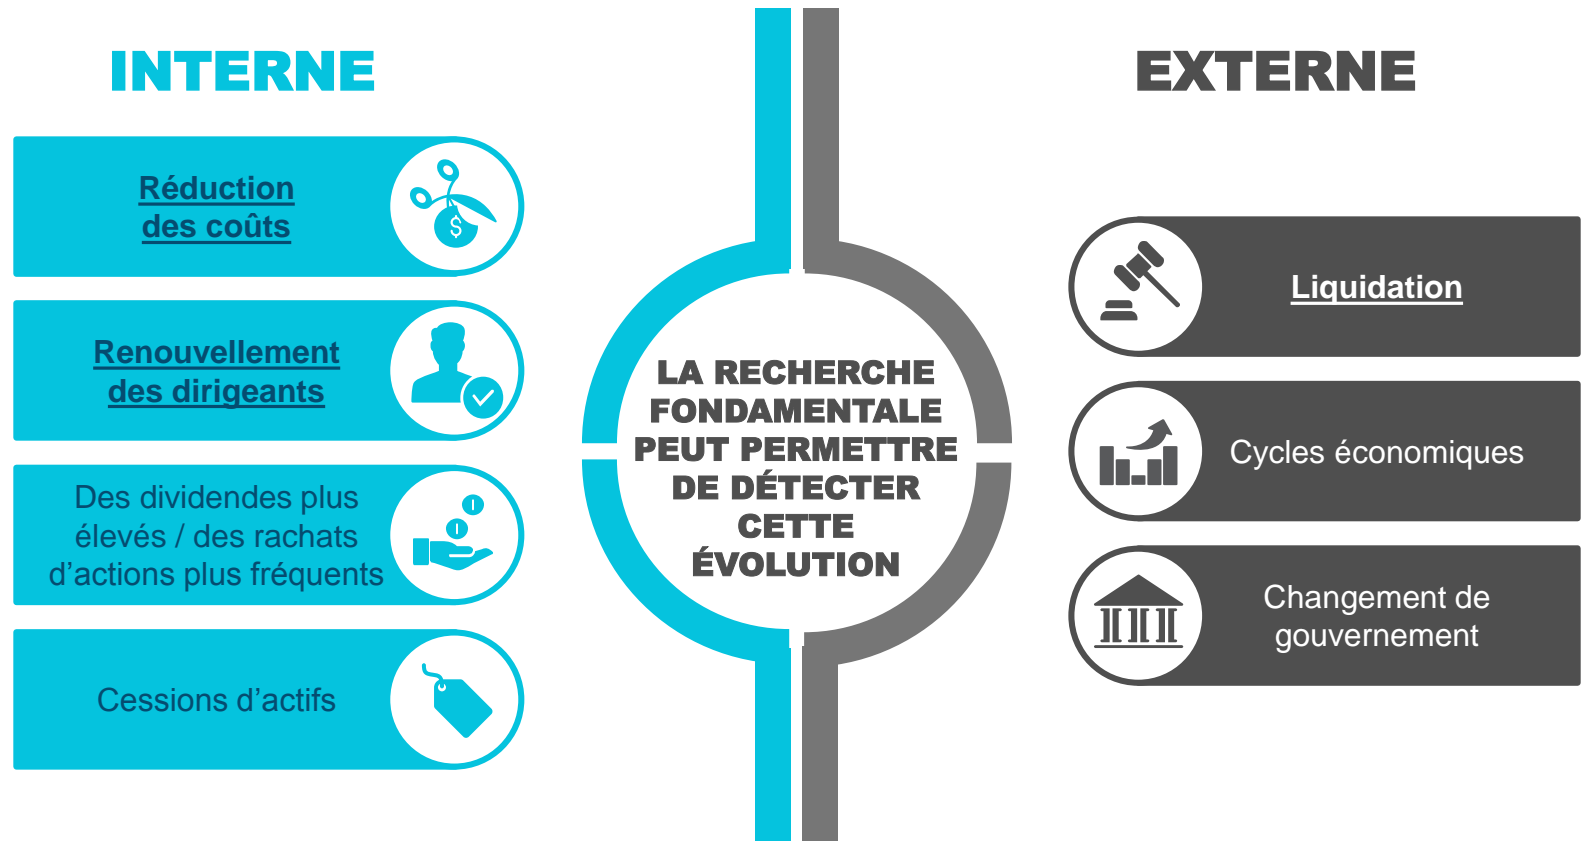 INTERNE
Réduction
des coûts
$
Renouvellement
des dirigeants
Des dividendes plus
élevés / des rachats
d’actions plus fréquents
Cessions d’actifs
LA RECHERCHE
FONDAMENTALE
PEUT PERMETTRE
DE DÉTECTER
CETTE
ÉVOLUTION
EXTERNE
Liquidation
Cycles économiques
Changement de
gouvernement